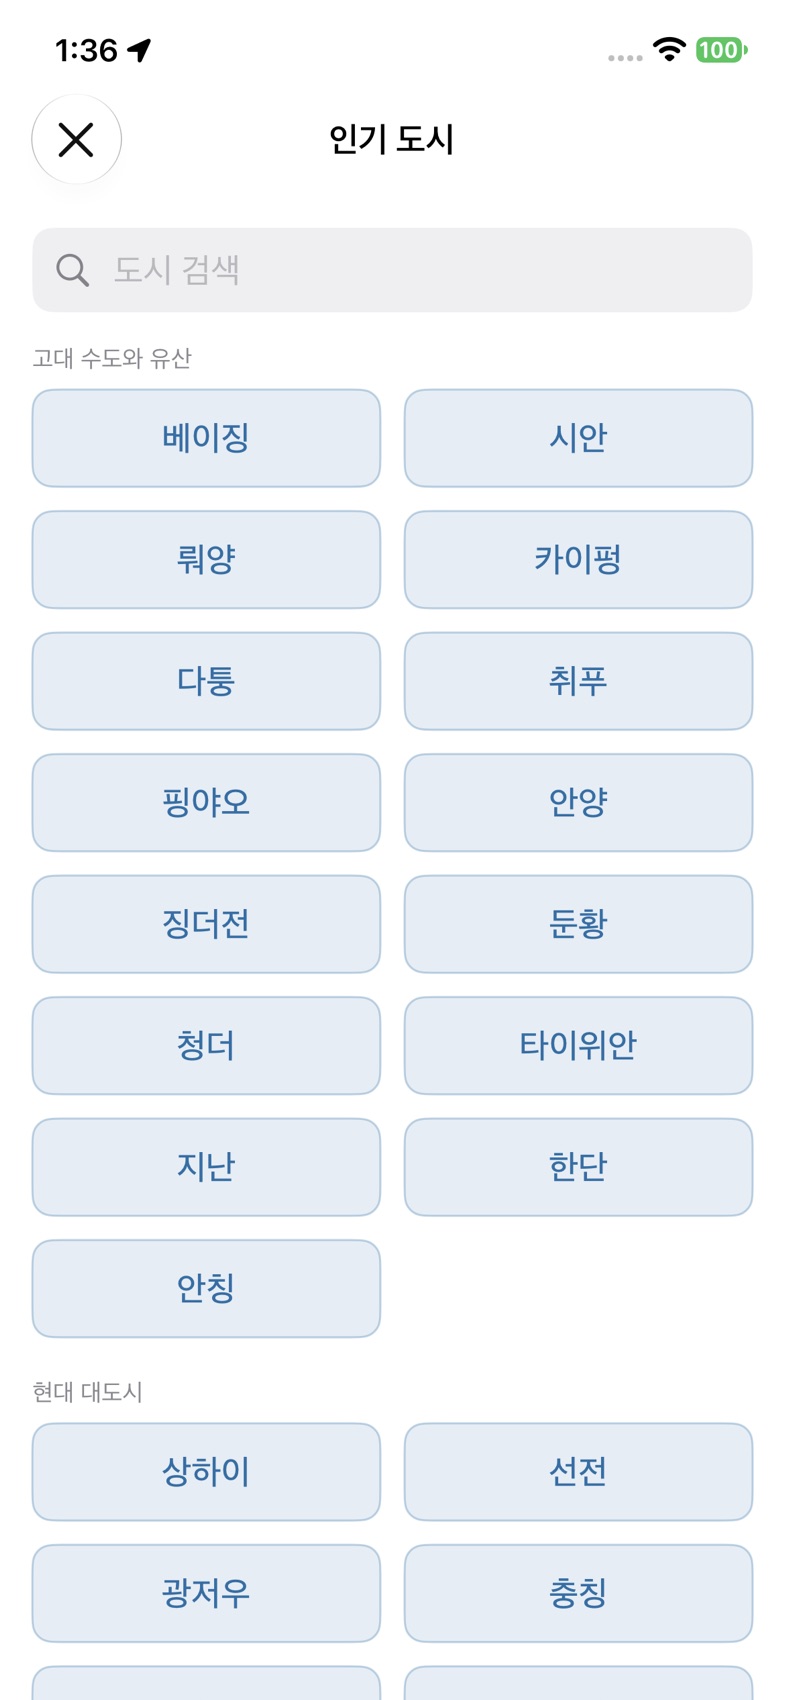 1:36
100
인기 도시
도시 검색
고대 수도와 유산
베이징
시안
뤄양
카이펑
다퉁
취푸
핑야오
안양
징더전
둔황
청더
타이위안
지난
한단
안칭
현대 대도시
상하이
선전
광저우
충칭